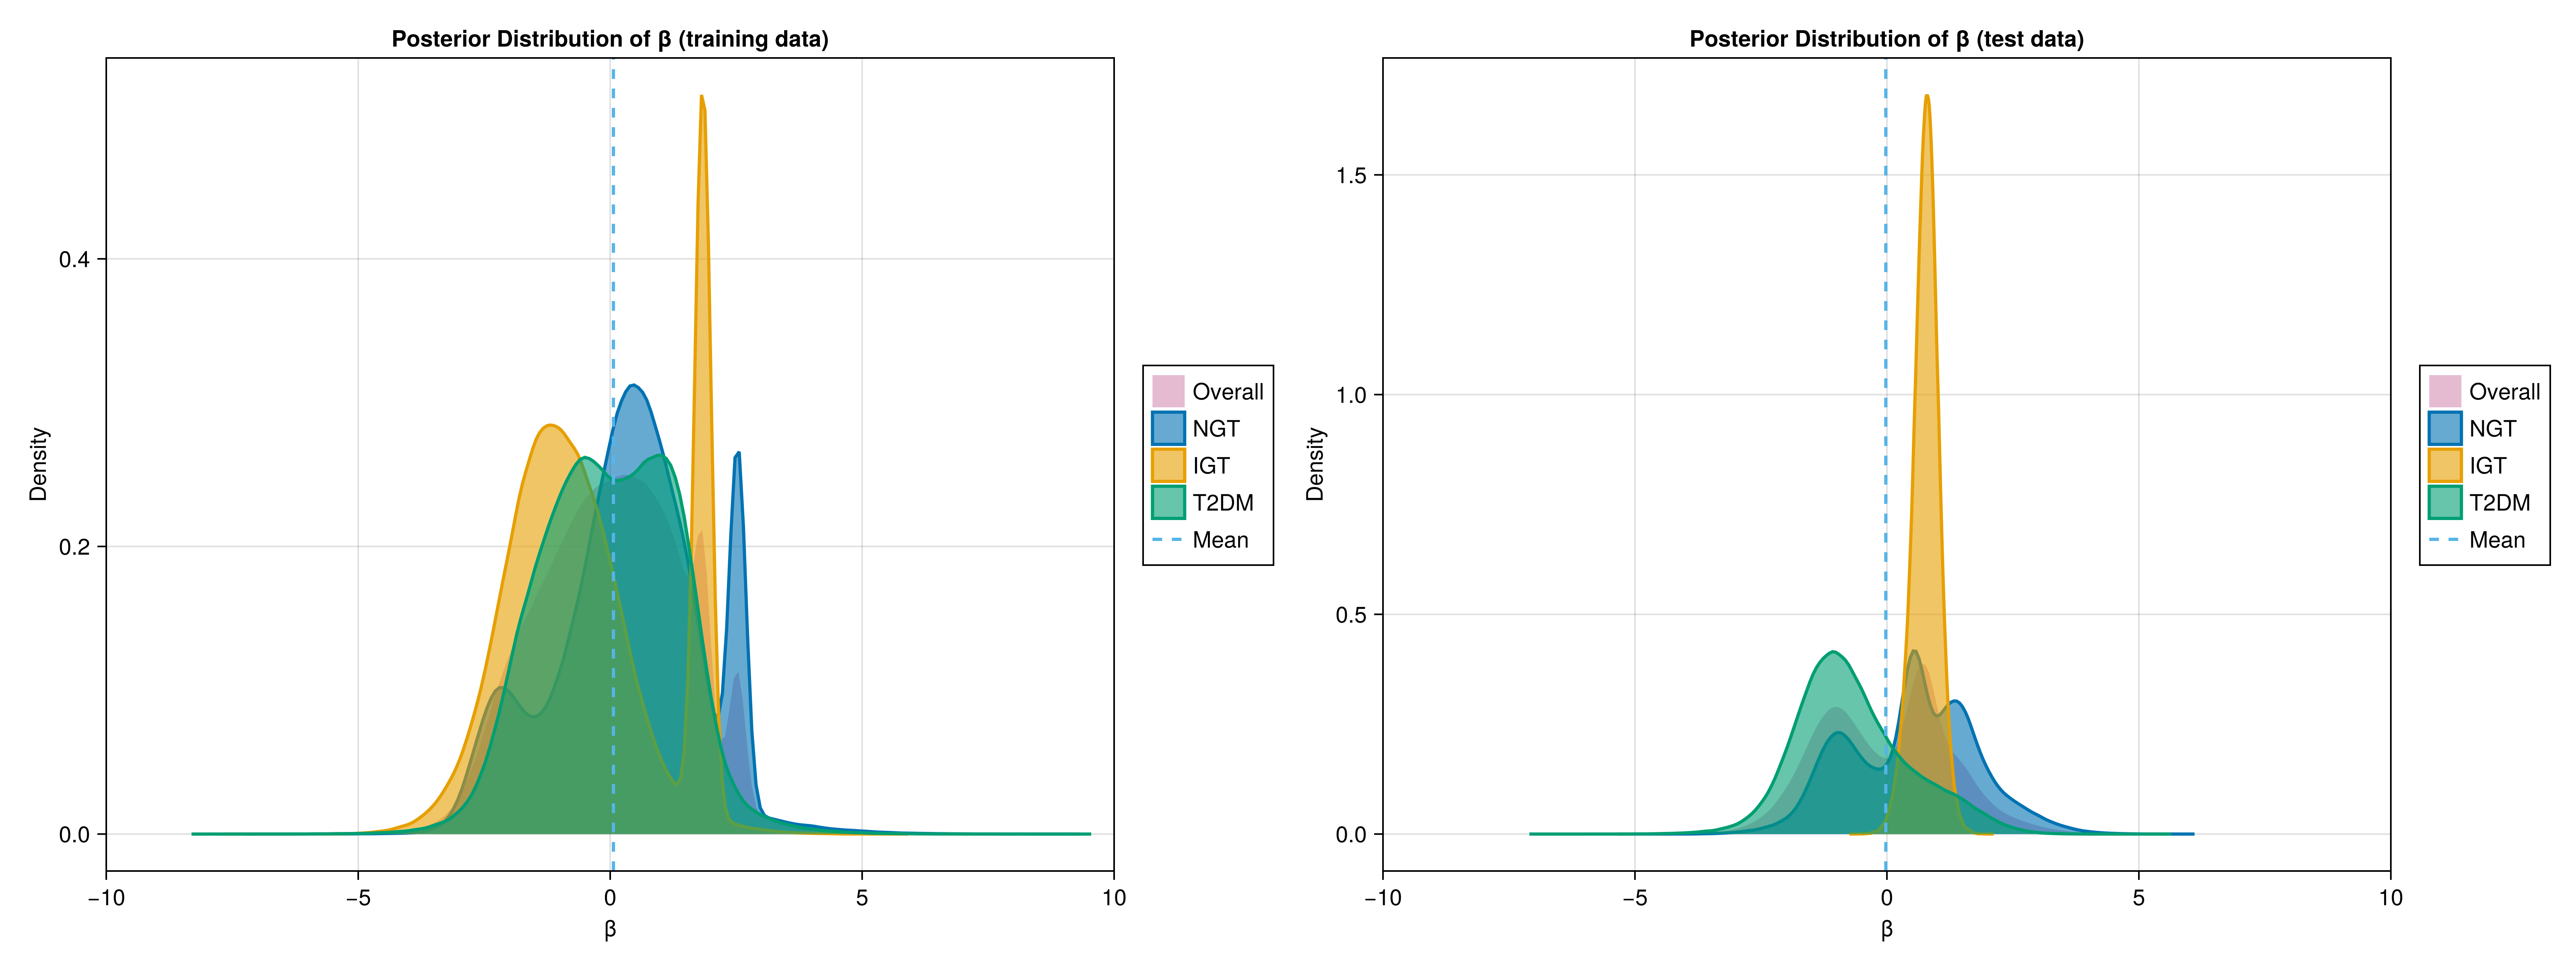 Posterior Distribution of β (training data)
Density
0.4
0.2
0.0
−10
−5
0
5
10
β
Overall
NGT
IGT
T2DM
Mean
Posterior Distribution of β (test data)
Density
1.5
1.0
0.5
0.0
−10
−5
0
5
10
β
Overall
NGT
IGT
T2DM
Mean